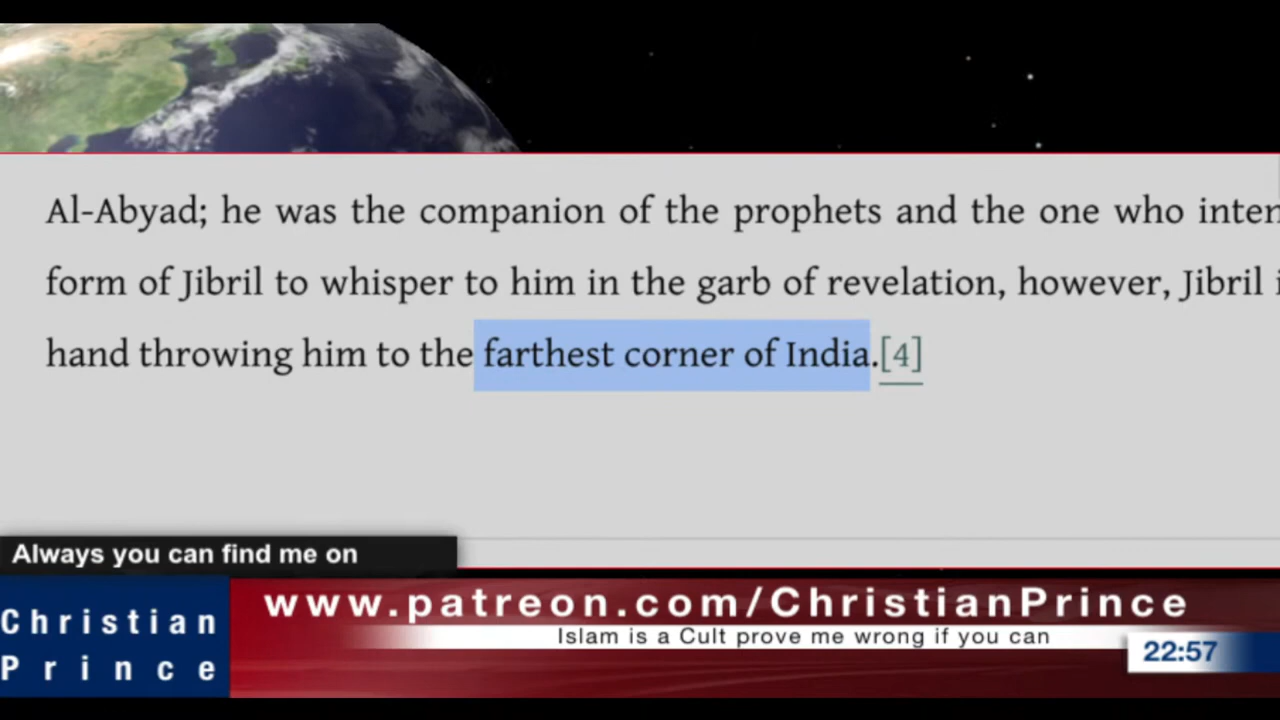 Al-Abyad; he was the companion of the prophets and the one who
form of Jibril to whisper to him in the garb of revelation, however, Jibril
hand throwing him to the farthest corner of India.[4]
Always you can find me on
Christian
Prince
www.patreon.com/ChristianPrince
Islam is a Cult prove me wrong if you can
22:57